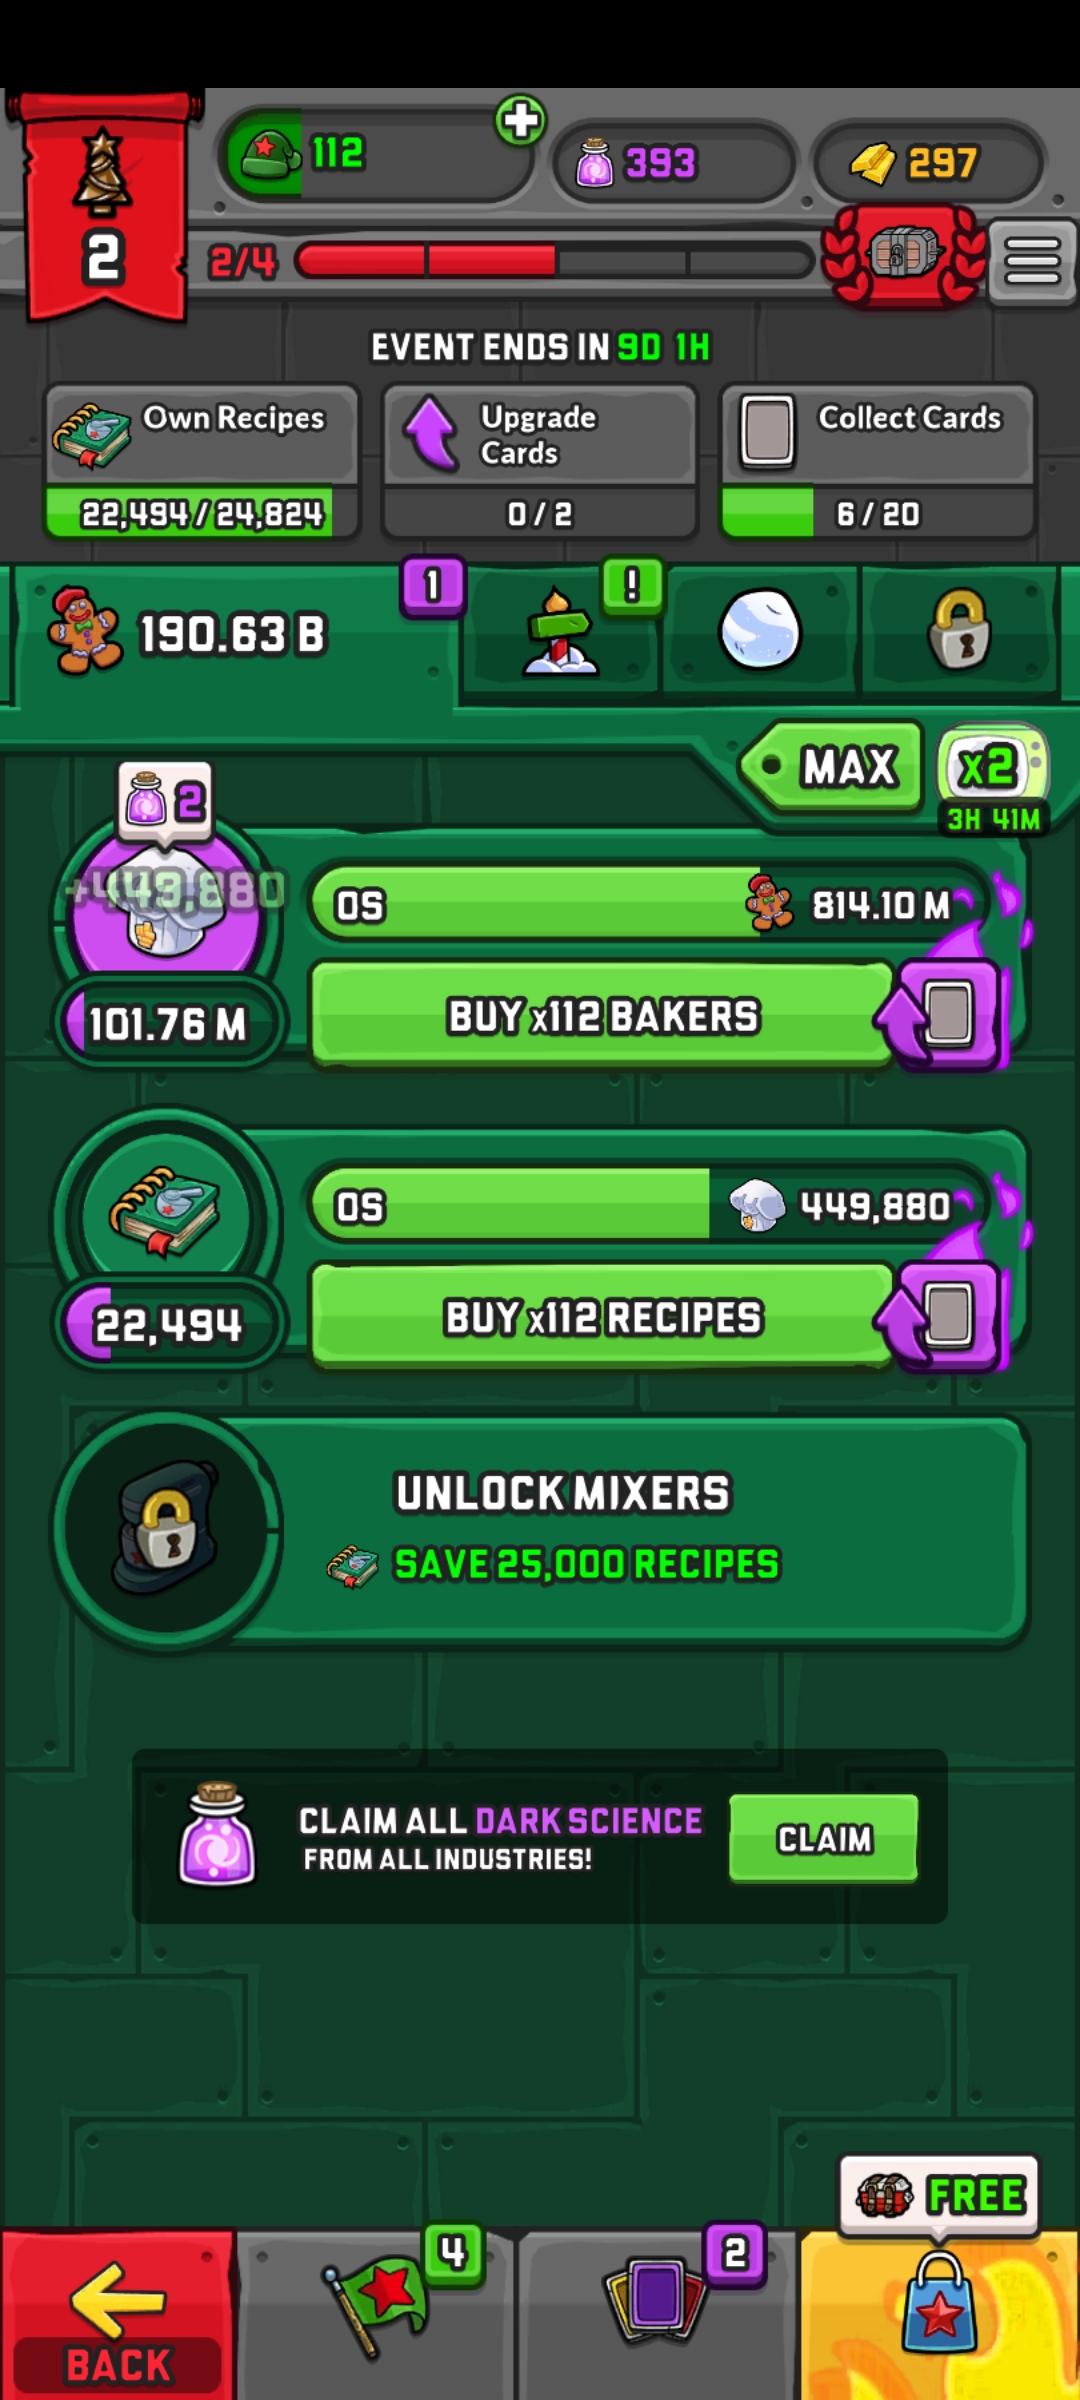 112
393
297
2
2/4
EVENT ENDS IN 9D 1H
Own Recipes
22,494 / 24,824
Upgrade
Cards
0 / 2
Collect Cards
6 / 20
190.63 B
1
!
MAX
x2
3H 41M
2
+449,880
0S
814.10 M
101.76 M
BUY x112 BAKERS
0S
449,880
22,494
BUY x112 RECIPES
UNLOCK MIXERS
SAVE 25,000 RECIPES
CLAIM ALL DARK SCIENCE
FROM ALL INDUSTRIES!
CLAIM
FREE
4
2
BACK